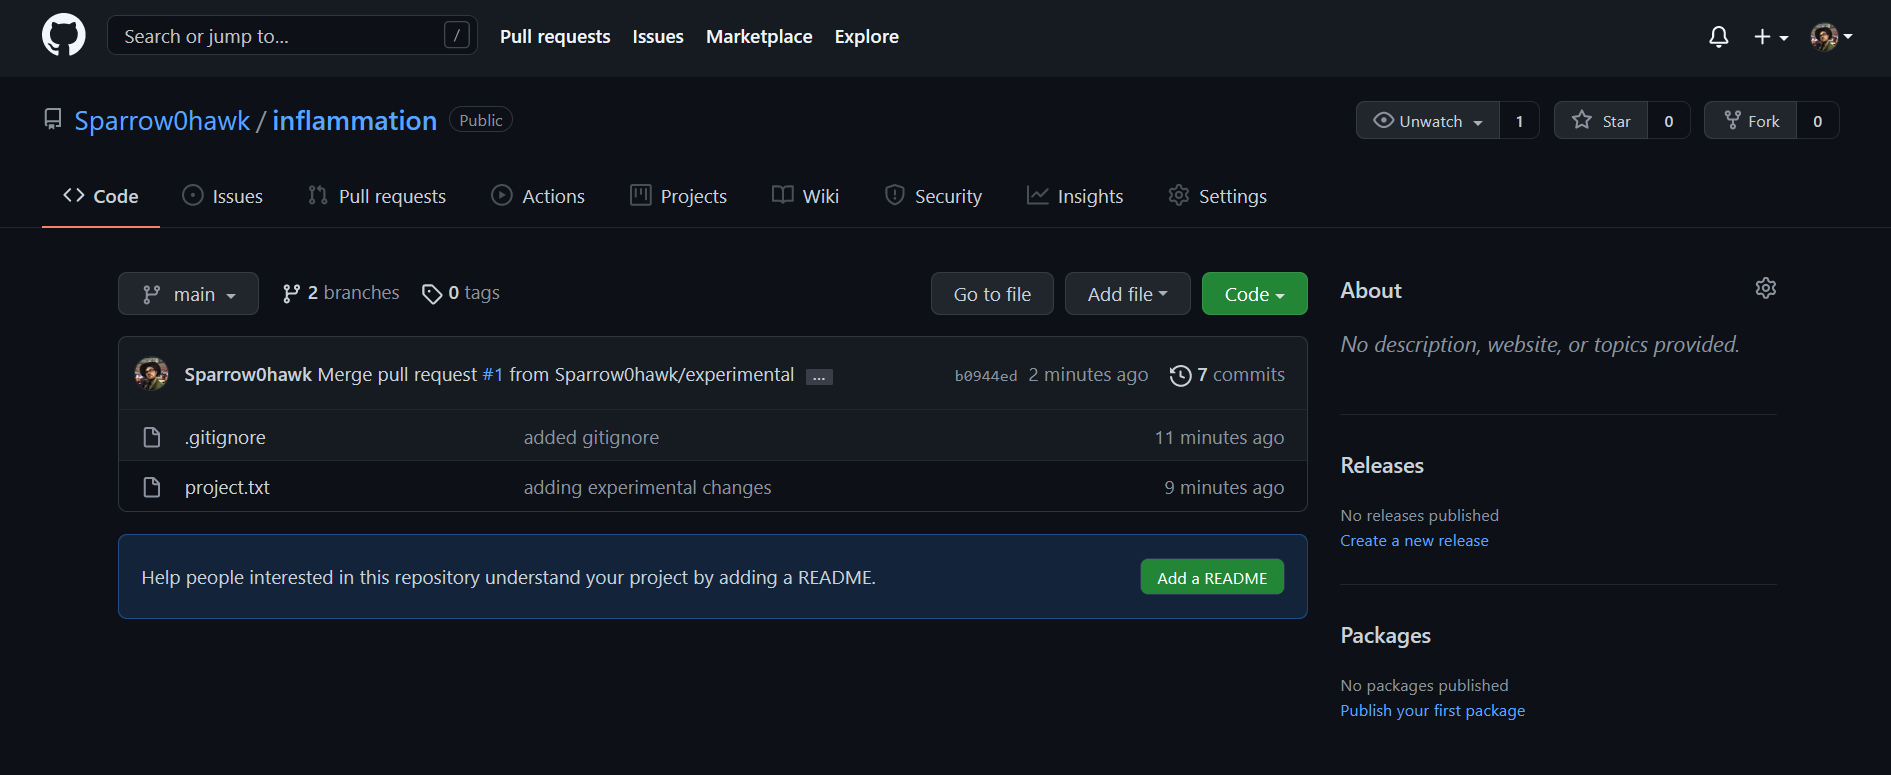 Search or jump to... / Pull requests Issues Marketplace Explore
Sparrow0hawk / inflammation Public Unwatch 1 Star 0 Fork 0
Code Issues Pull requests Actions Projects Wiki Security Insights Settings
main 2 branches 0 tags Go to file Add file Code
Sparrow0hawk Merge pull request #1 from Sparrow0hawk/experimental ... b0944ed 2 minutes ago 7 commits
.gitignore added gitignore 11 minutes ago
project.txt adding experimental changes 9 minutes ago
Help people interested in this repository understand your project by adding a README. Add a README
About
No description, website, or topics provided.
Releases
No releases published
Create a new release
Packages
No packages published
Publish your first package